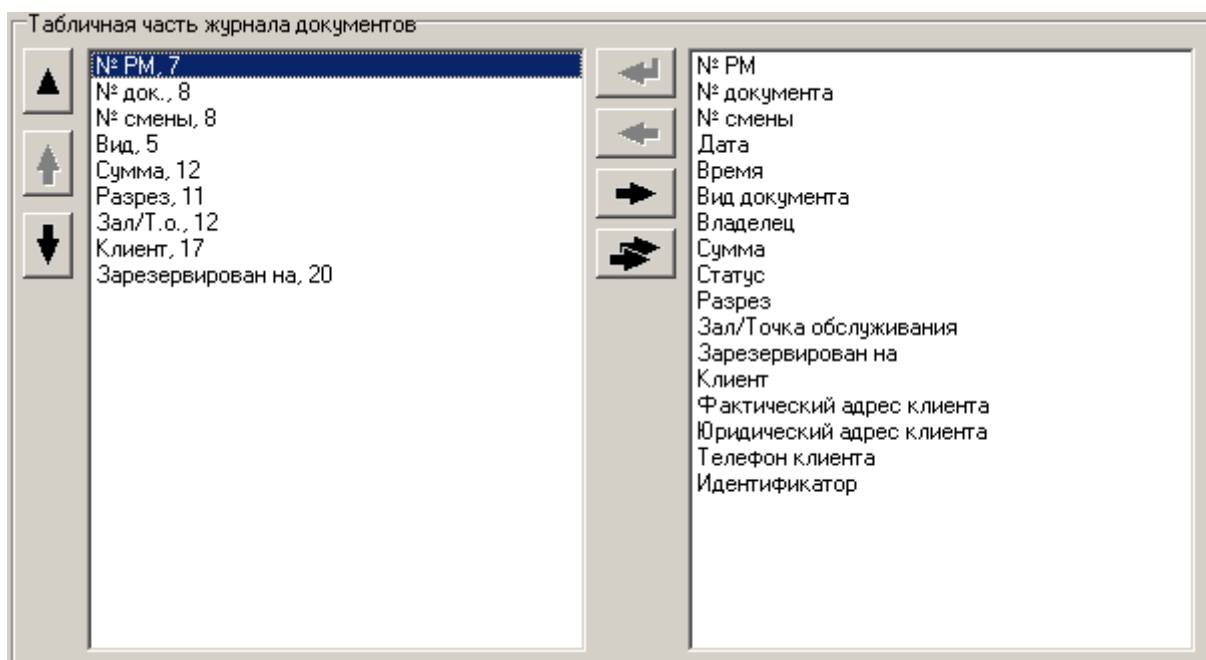 Табличная часть журнала документов
№ РМ, 7
№ док., 8
№ смены, 8
Вид, 5
Сумма, 12
Разрез, 11
Зал/Т.о., 12
Клиент, 17
Зарезервирован на, 20
№ РМ
№ документа
№ смены
Дата
Время
Вид документа
Владелец
Сумма
Статус
Разрез
Зал/Точка обслуживания
Зарезервирован на
Клиент
Фактический адрес клиента
Юридический адрес клиента
Телефон клиента
Идентификатор